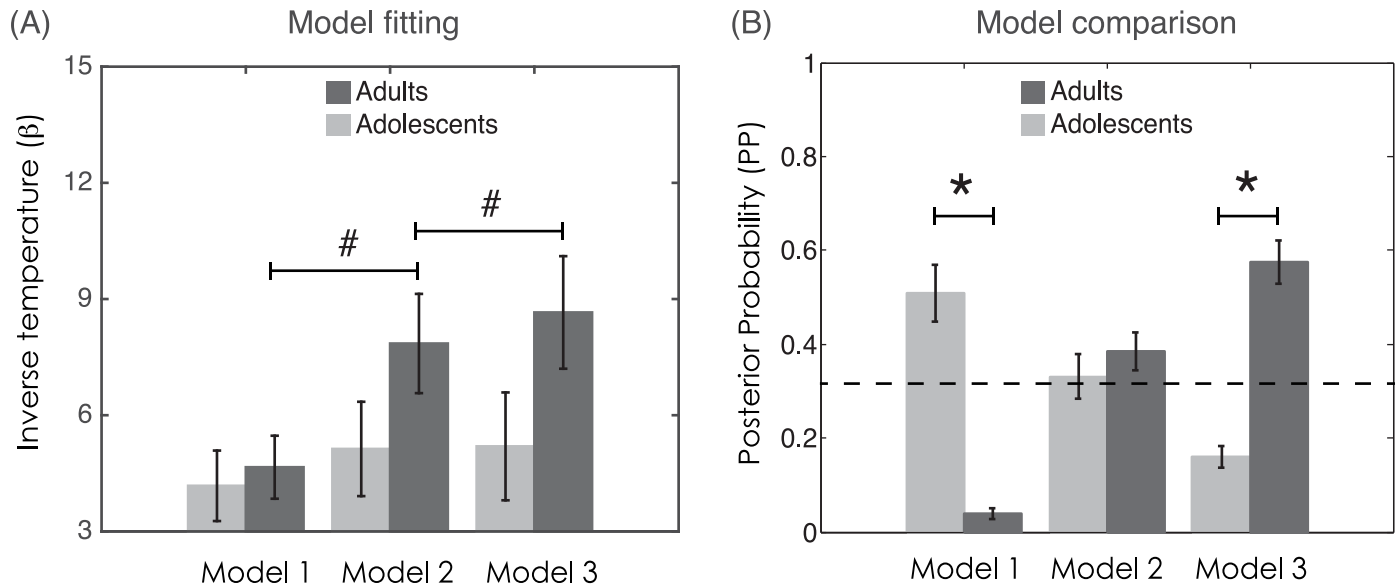 (A) Model fitting
15
12
9
6
3
Inverse temperature (β)
Adults
Adolescents
#
#
Model 1 Model 2 Model 3
(B) Model comparison
1
0.8
0.6
0.4
0.2
0
Posterior Probability (PP)
Adults
Adolescents
* *
Model 1 Model 2 Model 3